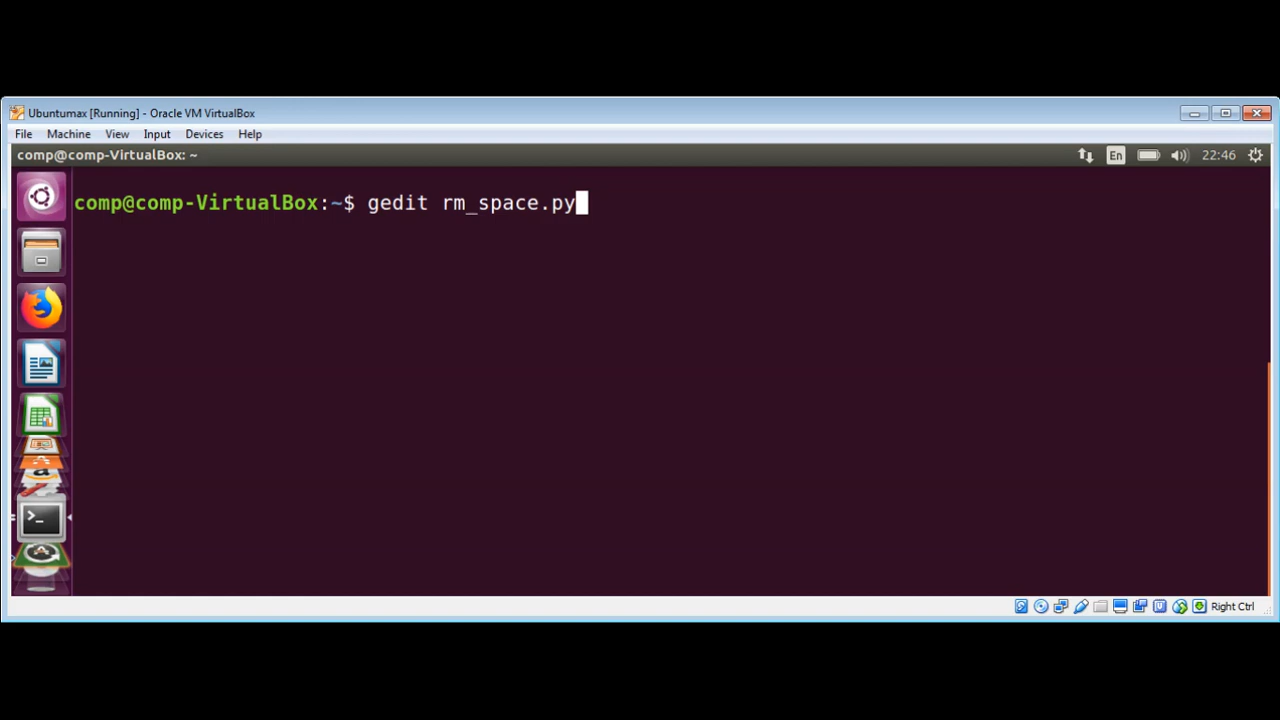 Ubuntumax [Running] - Oracle VM VirtualBox
File Machine View Input Devices Help
comp@comp-VirtualBox: ~ En 22:46
comp@comp-VirtualBox:~$ gedit rm_space.py
Right Ctrl